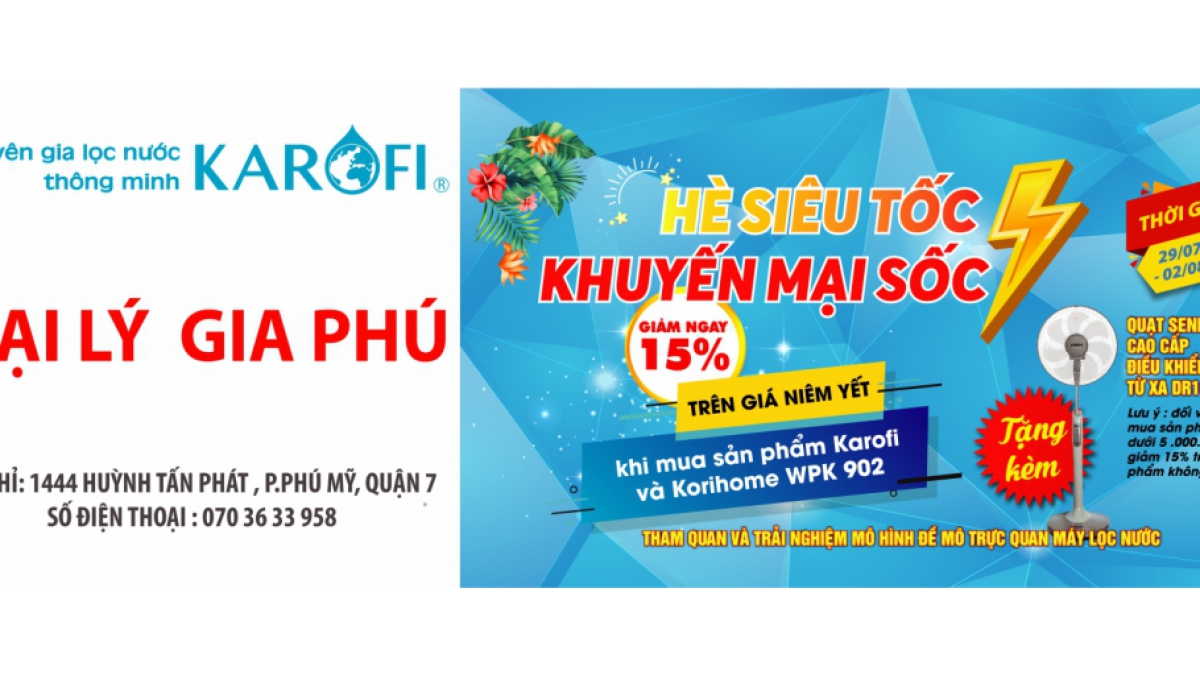 yên gia lọc nước
thông minh
KAROFI®
ẠI LÝ GIA PHÚ
HỈ: 1444 HUỲNH TẤN PHÁT , P.PHÚ MỸ, QUẬN 7
SỐ ĐIỆN THOẠI : 070 36 33 958
HÈ SIÊU TỐC
KHUYẾN MẠI SỐC
GIẢM NGAY
15%
TRÊN GIÁ NIÊM YẾT
khi mua sản phẩm Karofi
và Korihome WPK 902
THỜI G
29/07
- 02/08
QUẠT SEN
CAO CẤP
ĐIỀU KHIỂ
TỪ XA DR1
Tặng
kèm
Lưu ý : đối v
mua sản ph
dưới 5 .000.
giảm 15% t
phẩm khôn
THAM QUAN VÀ TRẢI NGHIỆM MÔ HÌNH ĐỀ MÔ TRỰC QUAN MÁY LỌC NƯỚC